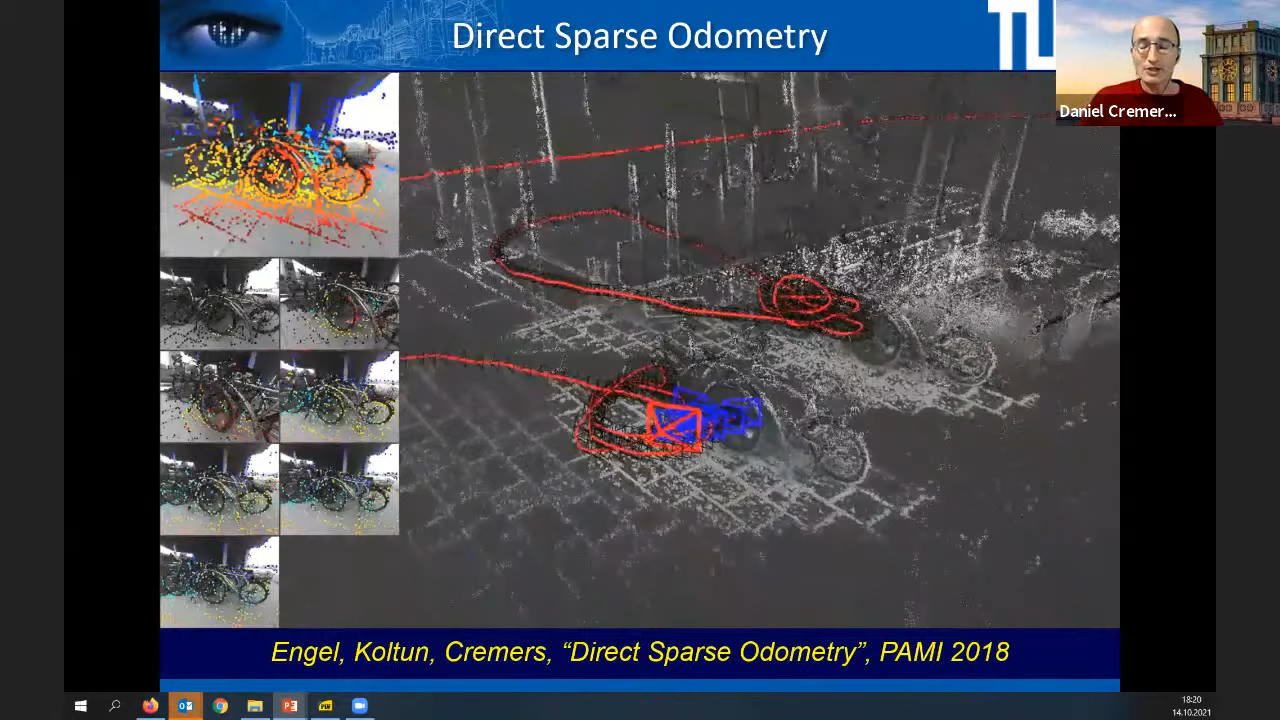 Direct Sparse Odometry
Daniel Cremer...
Engel, Koltun, Cremers, “Direct Sparse Odometry”, PAMI 2018
18:20
14.10.2021